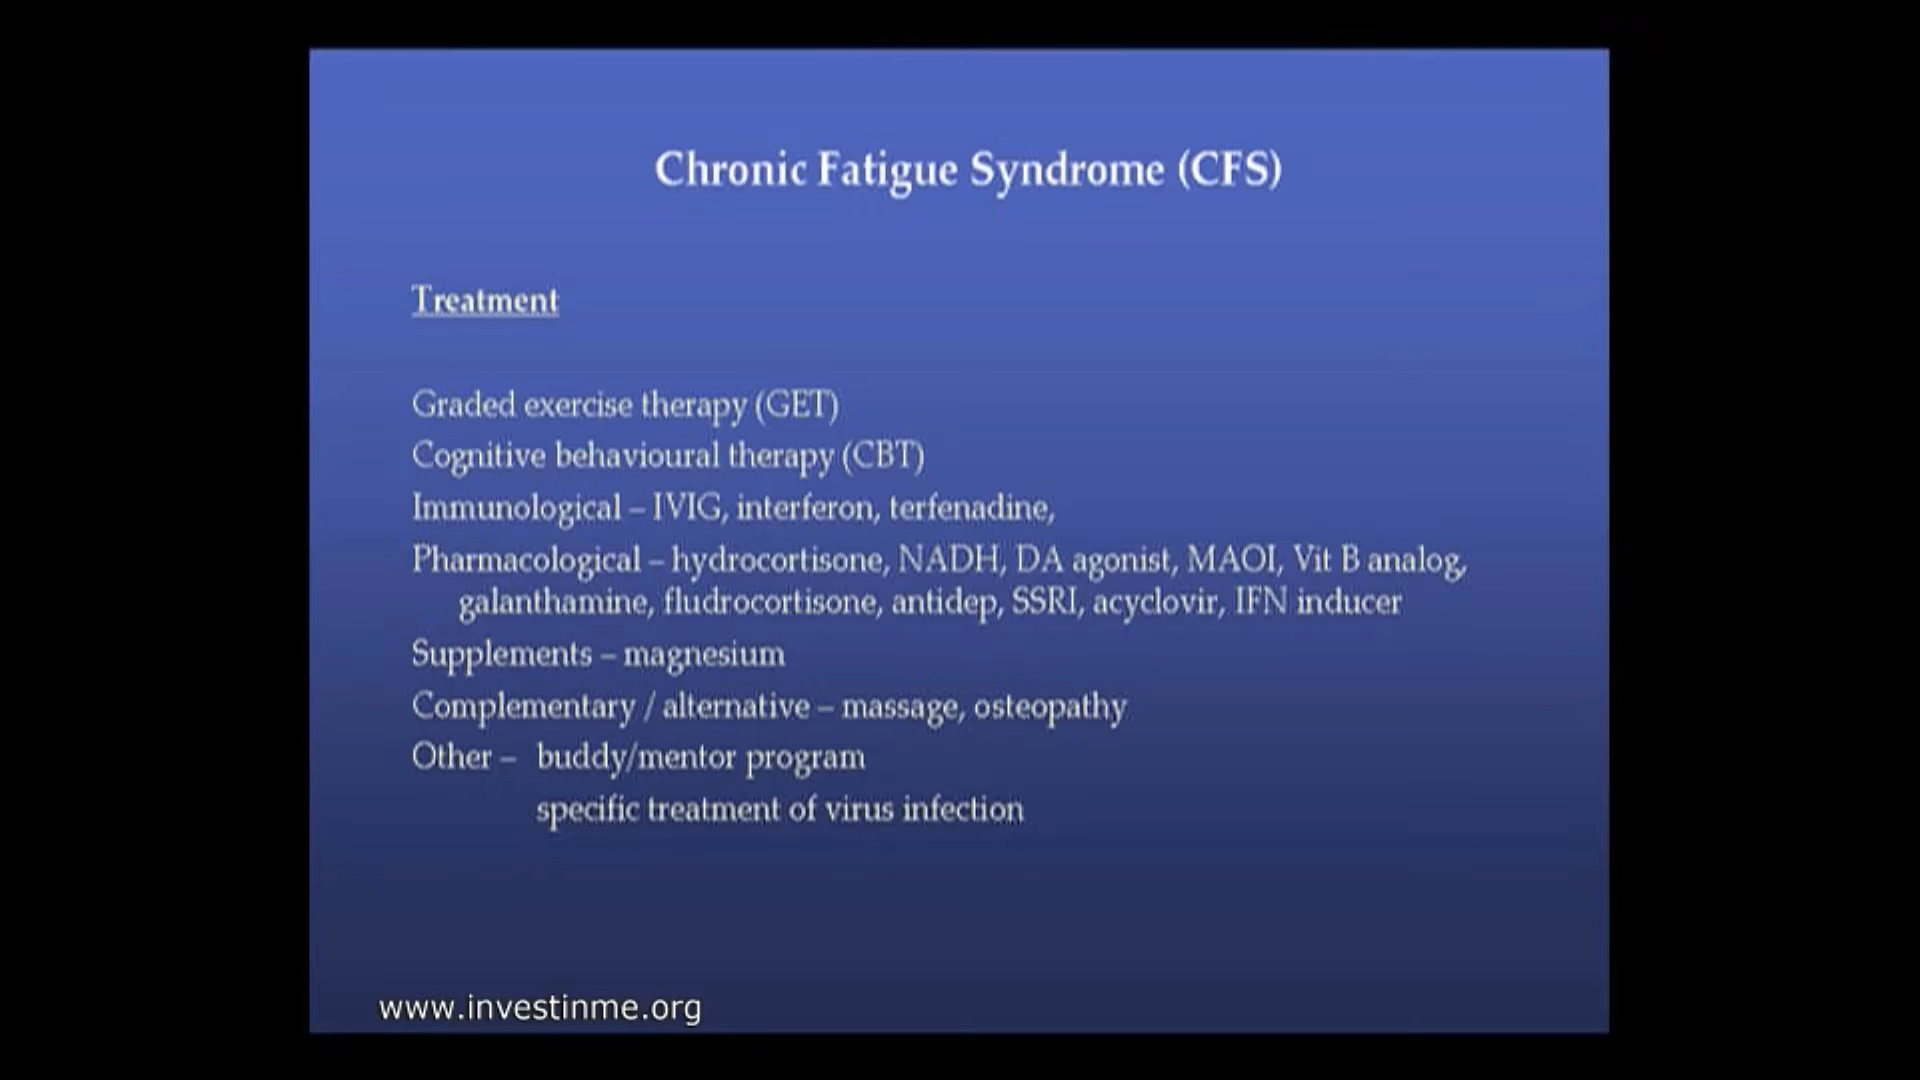 Chronic Fatigue Syndrome (CFS)
Treatment
Graded exercise therapy (GET)
Cognitive behavioural therapy (CBT)
Immunological – IVIG, interferon, terfenadine,
Pharmacological – hydrocortisone, NADH, DA agonist, MAOI, Vit B analog,
galanthamine, fludrocortisone, antidep, SSRI, acyclovir, IFN inducer
Supplements – magnesium
Complementary / alternative – massage, osteopathy
Other – buddy/mentor program
specific treatment of virus infection
www.investinme.org